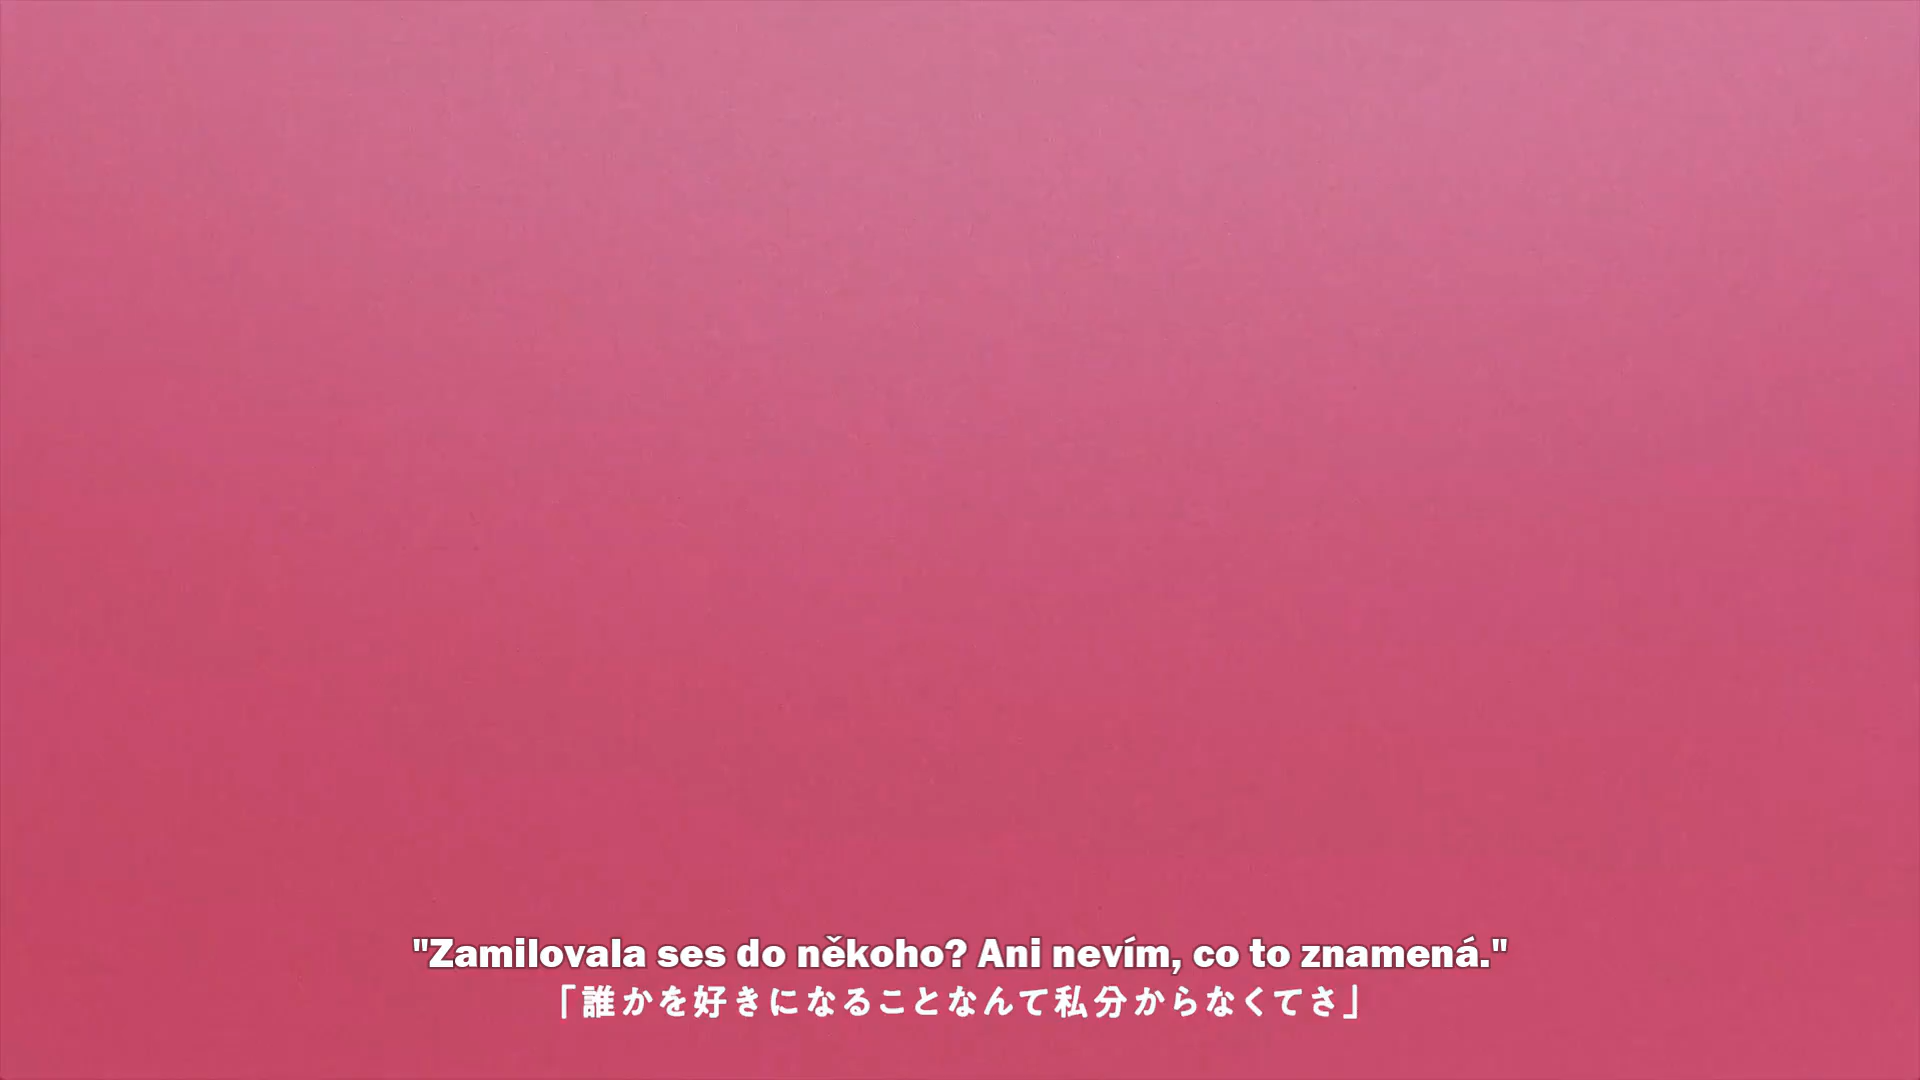 "Zamilovala ses do někoho? Ani nevím, co to znamená."
「誰かを好きになることなんて私分からなくてさ」